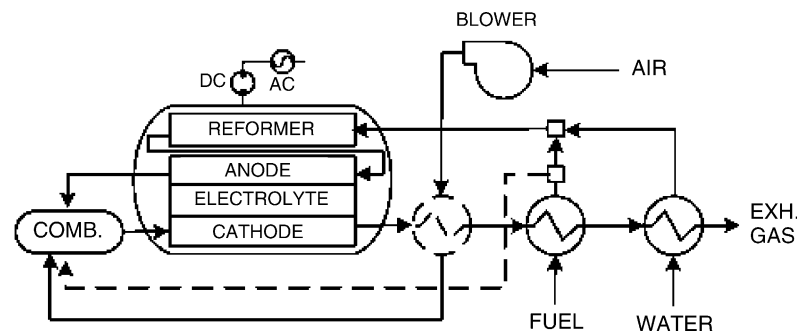 BLOWER
AIR
DC
AC
REFORMER
ANODE
ELECTROLYTE
CATHODE
COMB.
EXH.
GAS
FUEL
WATER